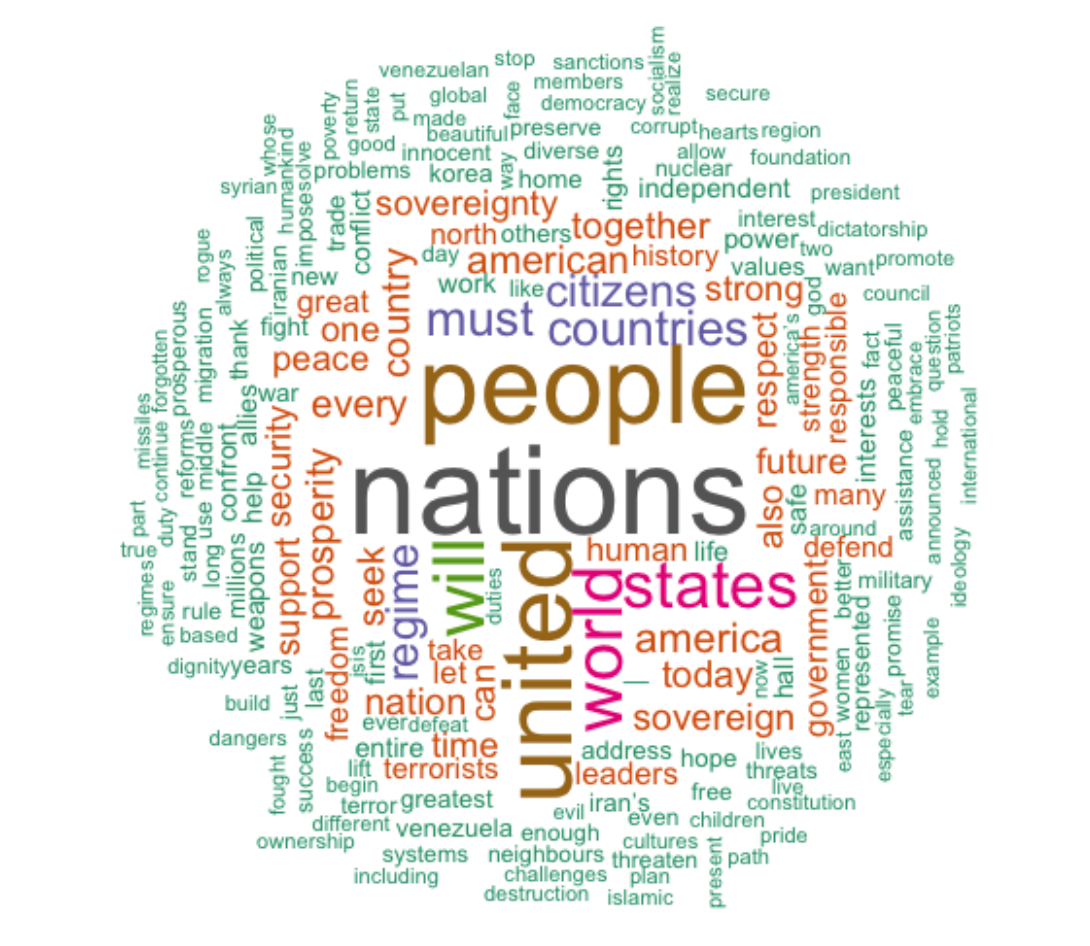 socialism
realize
stop
sanctions
venezuelan
members
secure
global
face
democracy
put
return
state
poverty
made
beautiful
preserve
corrupt
hearts
region
whose
humankind
good
solve
innocent
diverse
allow
foundation
problems
korea
way
home
rights
nuclear
syrian
impose
independent
president
sovereignty
together
interest
dictatorship
trade
conflict
north
others
power
two
rogue
always
political
iranian
new
country
day
american
history
values
want
promote
work
like
citizens
strong
god
council
great
must
countries
fight
one
peace
people
respect
america's
strength
responsible
fact
peaceful
embrace
question
patriots
prosperous
migration
thank
allies
war
every
interests
hold
missiles
forgotten
continue
reforms
middle
confront
security
prosperity
nations
future
also
safe
many
assistance
announced
international
part
duty
use
help
around
true
stand
long
millions
weapons
support
seek
regime
will
united
human
life
defend
duties
world
states
government
better
military
ideology
regimes
ensure
rule
based
freedom
isis
first
take
let
can
—
america
today
now
hall
women
represented
promise
example
dignity
years
just
last
nation
sovereign
east
especially
tear
build
dangers
ever
defeat
entire
time
address
hope
lives
fought
success
lift
terrorists
leaders
threats
begin
live
terror
greatest
evil
iran's
free
constitution
different
venezuela
enough
even
children
ownership
cultures
pride
systems
neighbours
threaten
present
path
including
challenges
plan
destruction
islamic